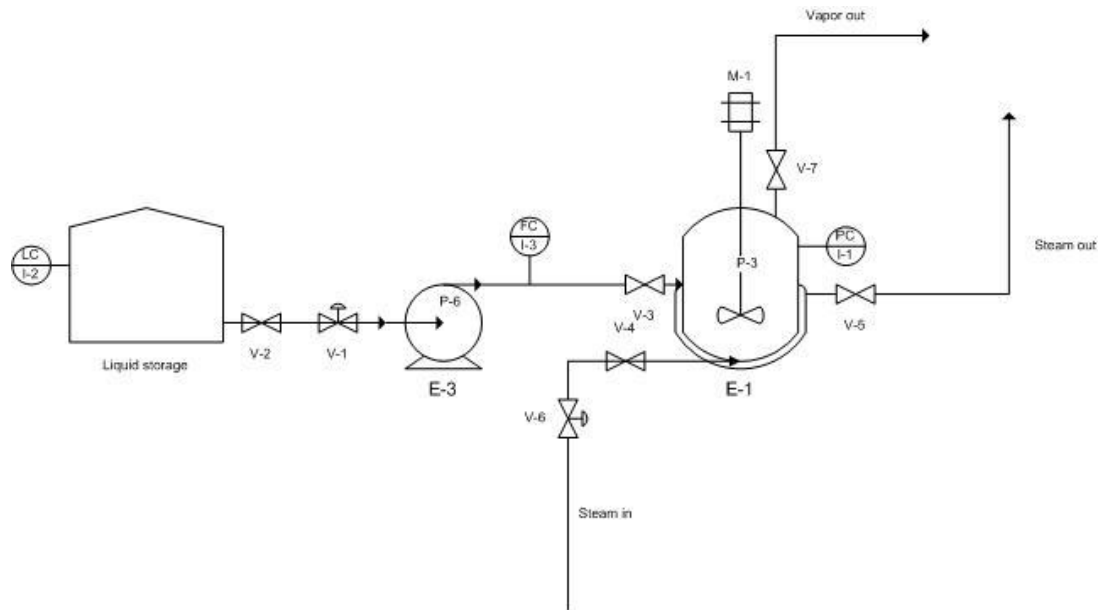 Vapor out
M-1
V-7
LC
I-2
FC
I-3
PC
I-1
Steam out
P-3
P-6
V-3
V-4
V-5
Liquid storage
V-2
V-1
E-3
E-1
V-6
Steam in